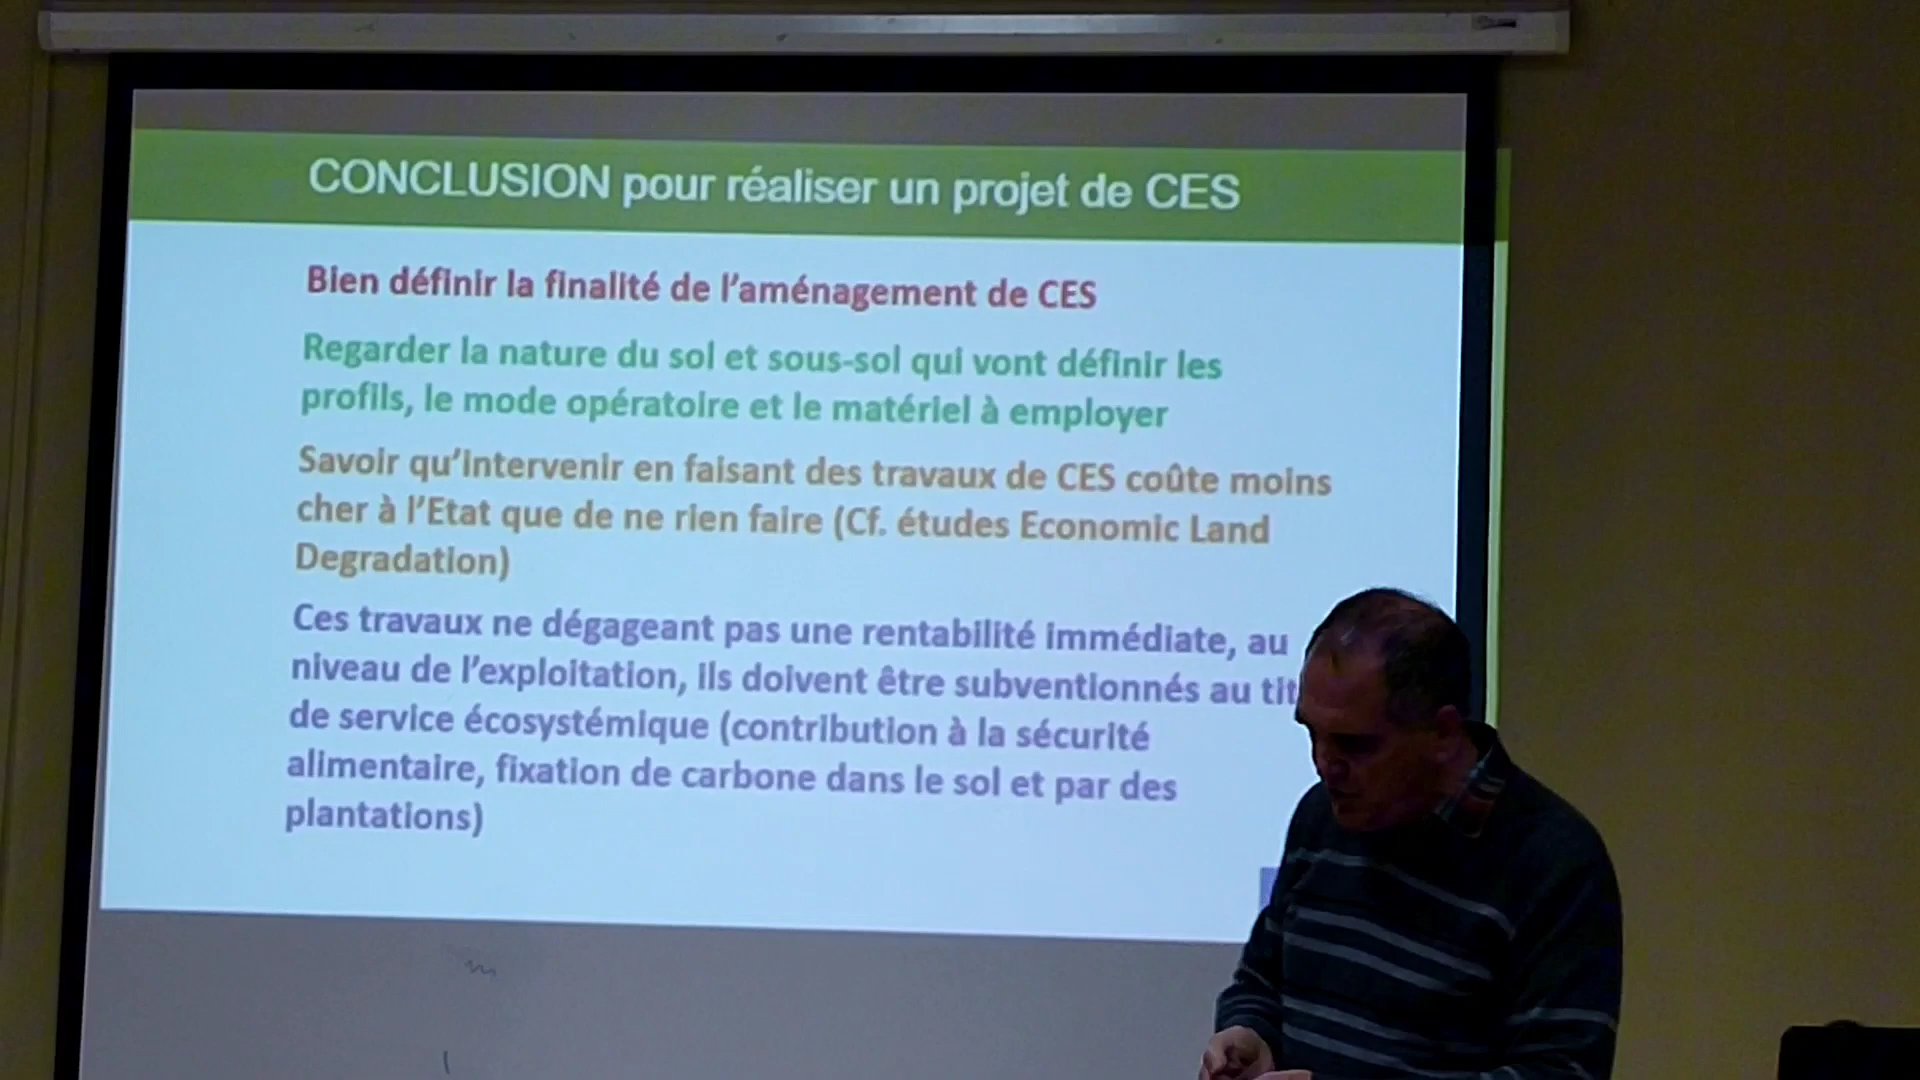 CONCLUSION pour réaliser un projet de CES
Bien définir la finalité de l'aménagement de CES
Regarder la nature du sol et sous-sol qui vont définir les
profils, le mode opératoire et le matériel à employer
Savoir qu'intervenir en faisant des travaux de CES coûte moins
cher à l'Etat que de ne rien faire (Cf. études Economic Land
Degradation)
Ces travaux ne dégageant pas une rentabilité immédiate, au
niveau de l'exploitation, ils doivent être subventionnés au
de service écosystémique (contribution à la sécurité
alimentaire, fixation de carbone dans le sol et par des
plantations)